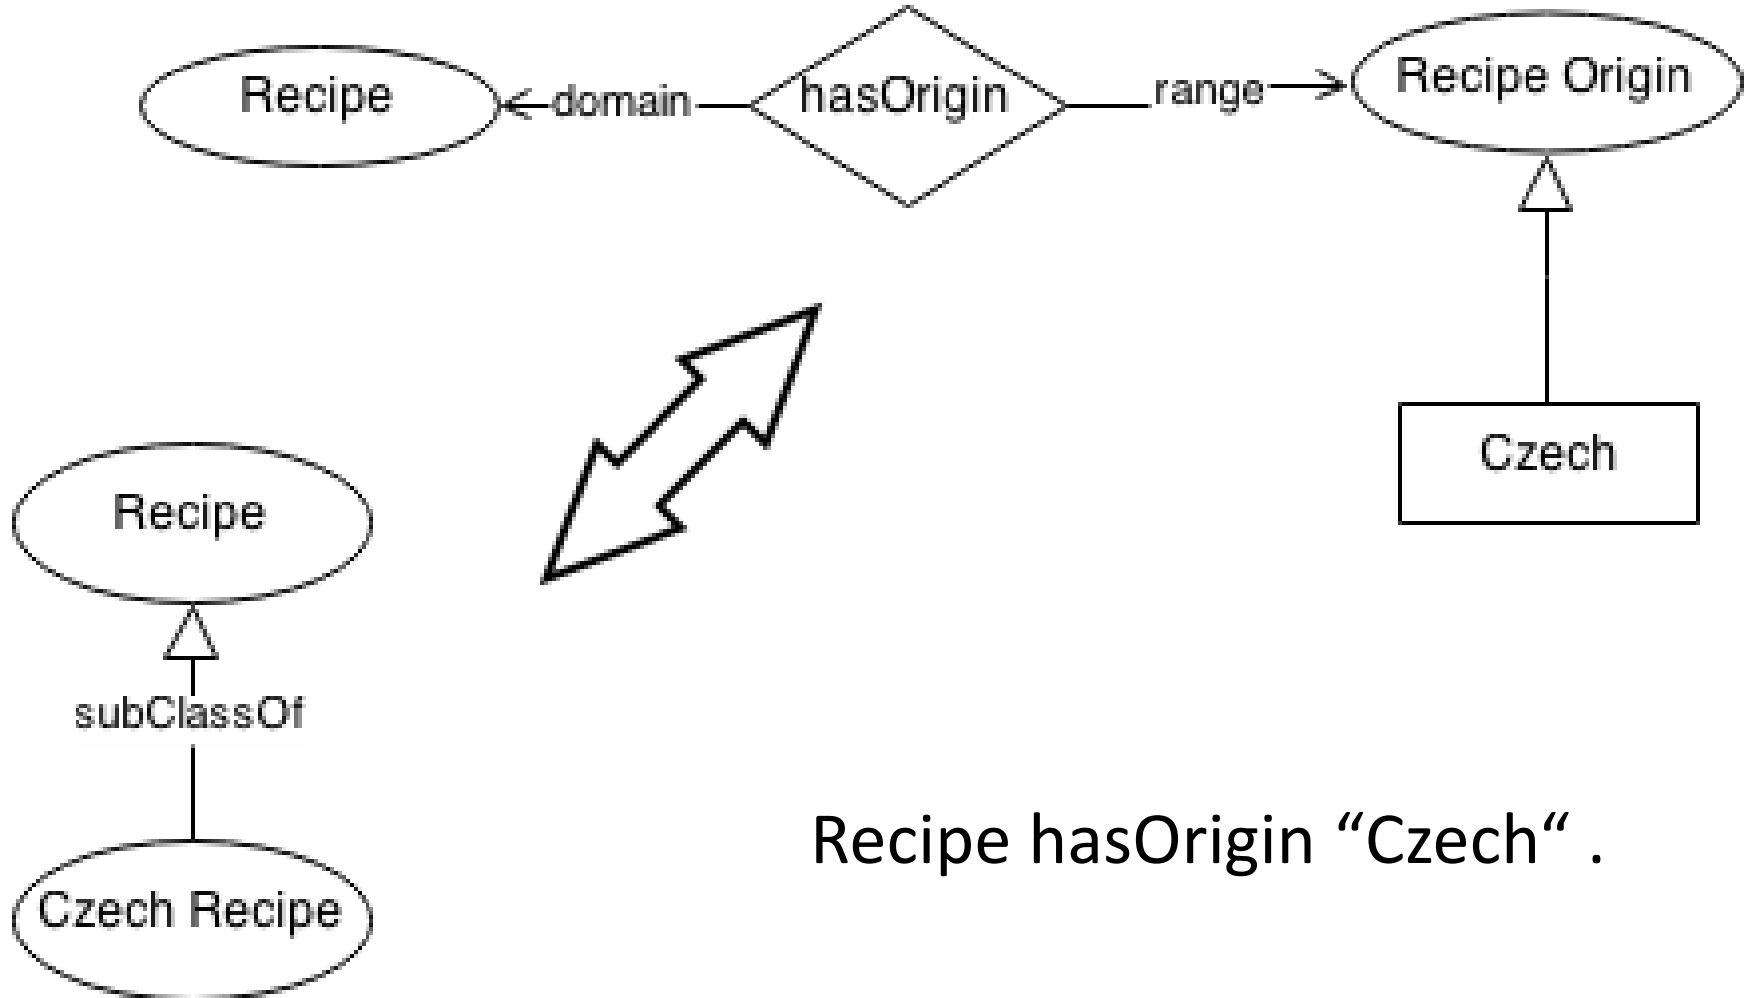 Recipe
domain
hasOrigin
range
Recipe Origin
Czech
Recipe
subClassOf
Czech Recipe
Recipe hasOrigin “Czech“ .